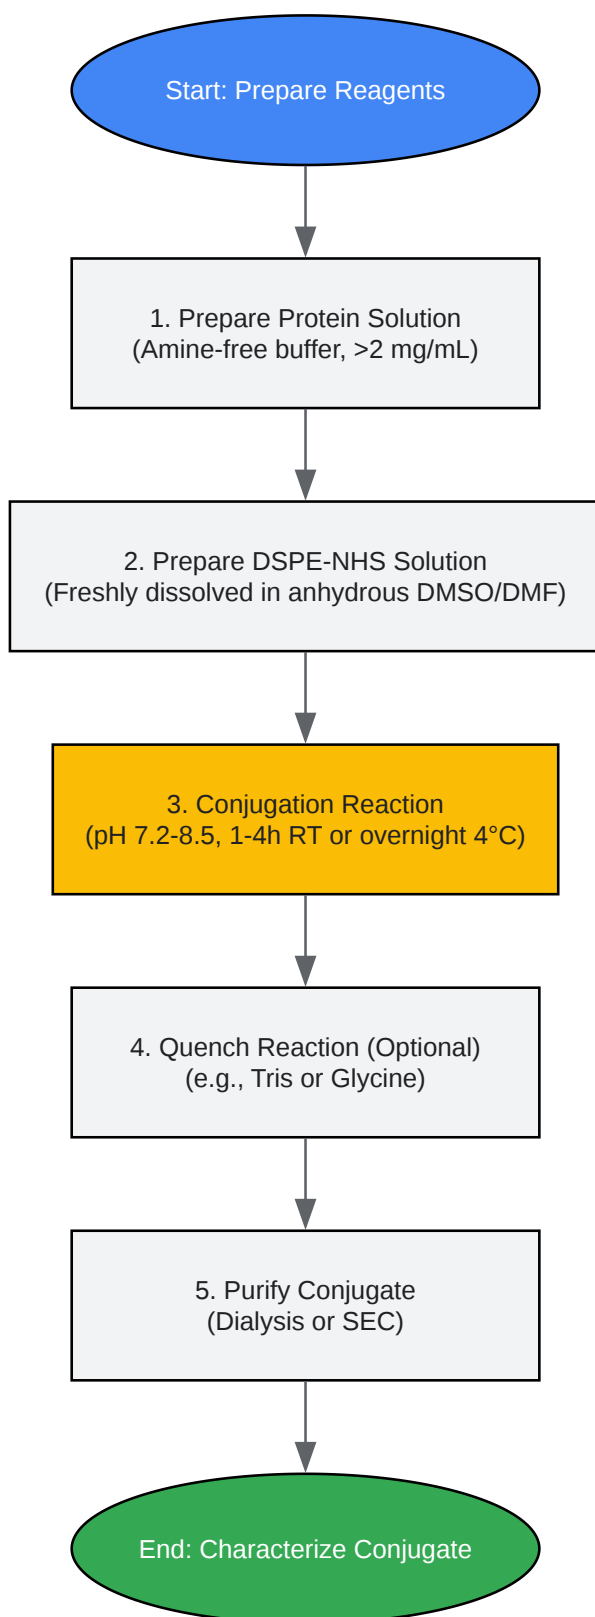 Start: Prepare Reagents
1. Prepare Protein Solution
(Amine-free buffer, >2 mg/mL)
2. Prepare DSPE-NHS Solution
(Freshly dissolved in anhydrous DMSO/DMF)
3. Conjugation Reaction
(pH 7.2-8.5, 1-4h RT or overnight 4°C)
4. Quench Reaction (Optional)
(e.g., Tris or Glycine)
5. Purify Conjugate
(Dialysis or SEC)
End: Characterize Conjugate